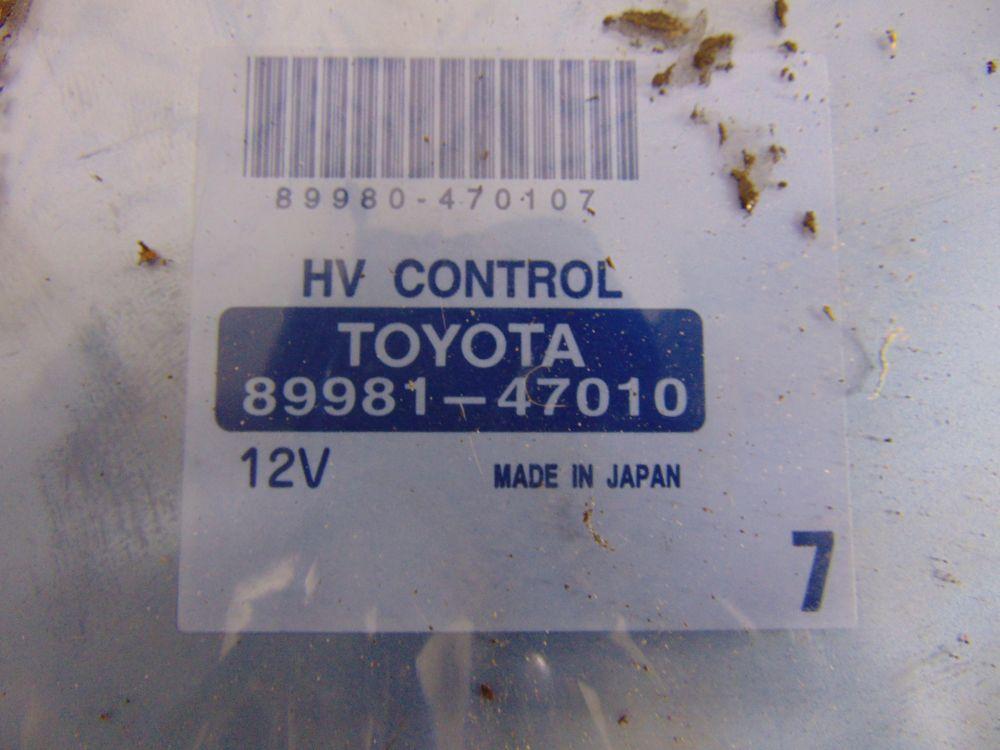 89980-470107
HV CONTROL
TOYOTA
89981-47010
12V MADE IN JAPAN
7